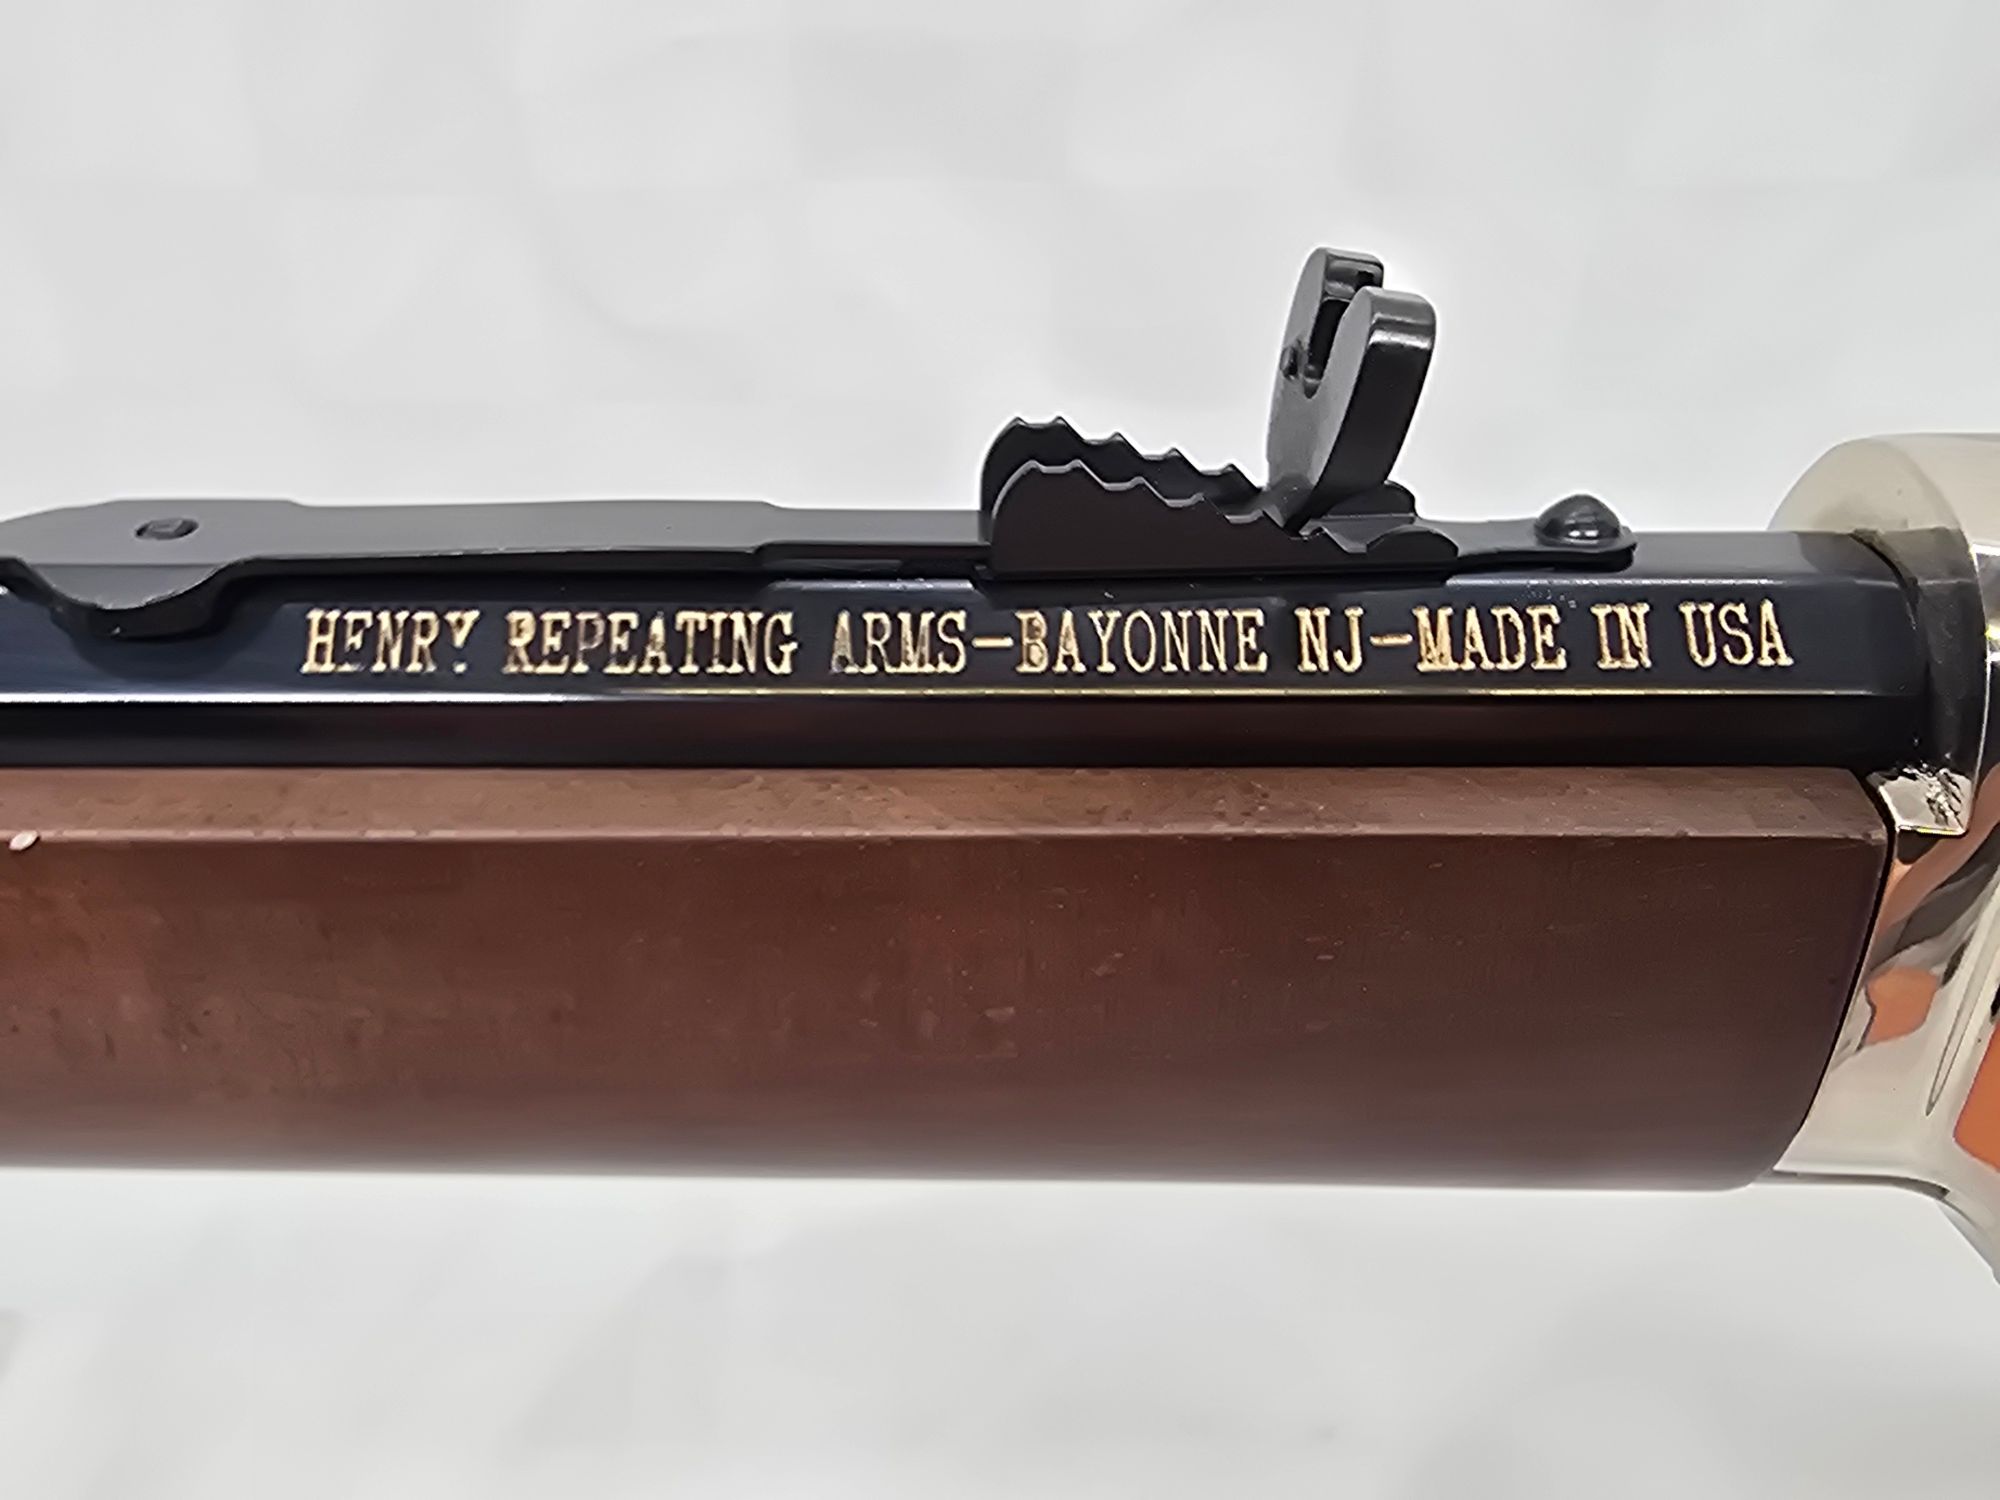 HENRY REPEATING ARMS-BAYONNE NJ-MADE IN USA